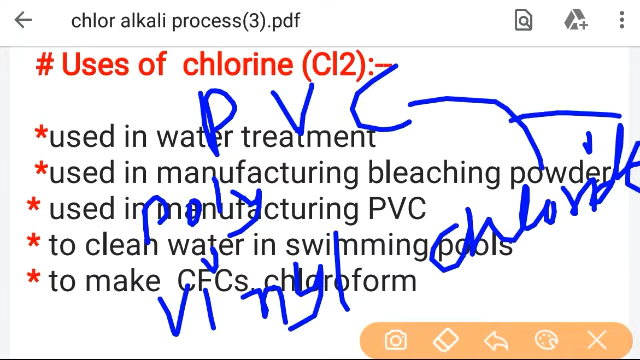 chlor alkali process(3).pdf
# Uses of chlorine (Cl2):--
P V C
*used in water treatment
*used in manufacturing bleaching powder
*used in manufacturing PVC
poly
chloride
*to clean water in swimming pools
* to make CFCs, chloroform
vinyl